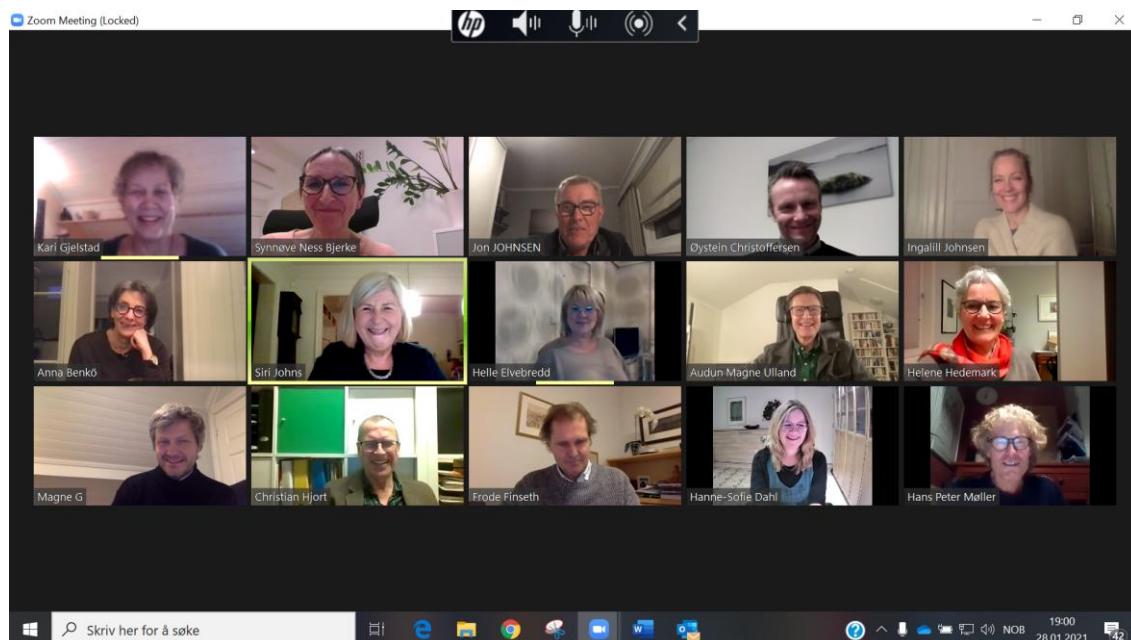 Zoom Meeting (Locked)
hp
Kari Gjelstad
Synnøve Ness Bjerke
Jon JOHNSEN
Øystein Christoffersen
Ingalill Johnsen
Anna Benkö
Siri Johns
Helle Elvebredd
Audun Magne Ulland
Helene Hedemark
Magne G
Christian Hjort
Frode Finseth
Hanne-Sofie Dahl
Hans Peter Møller
Skriv her for å søke
NOB
19:00
28.01.2021
42